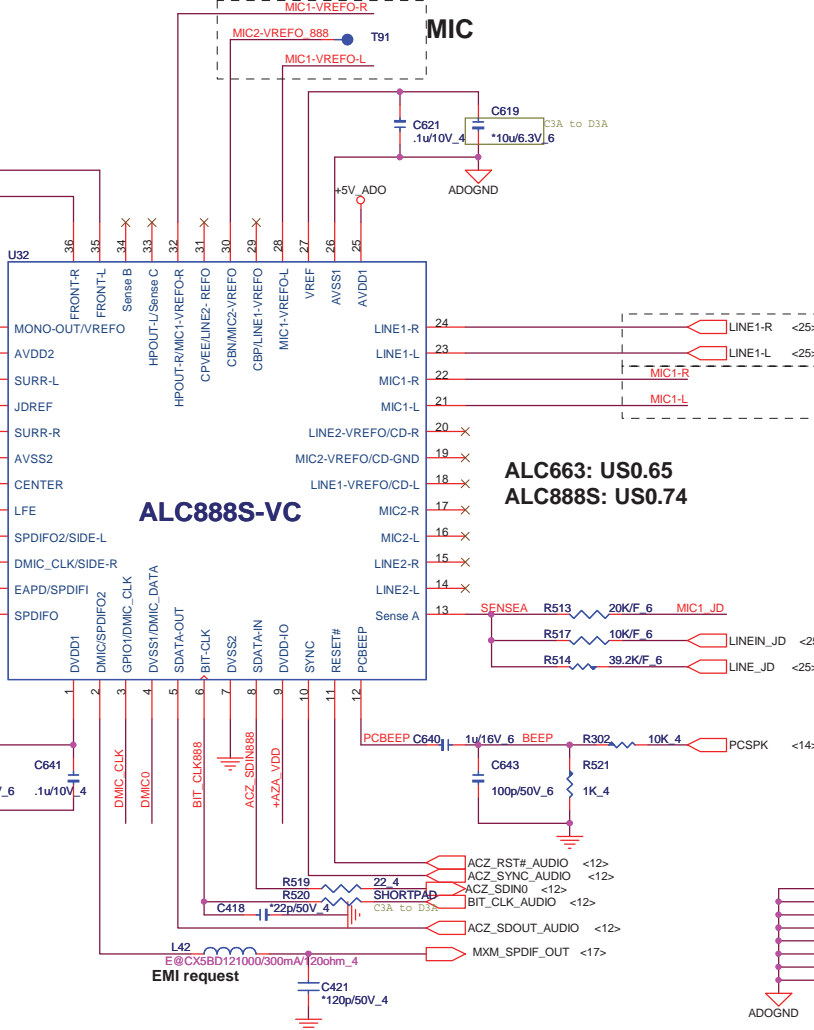 MIC1-VREFO-R
MIC
MIC2-VREFO_888
T91
MIC1-VREFO-L
C621
.1u/10V_4
C619
*10u/6.3V_6
C3A to D3A
+5V_ADO
ADOGND
36
35
34
33
32
31
30
29
28
27
26
25
U32
FRONT-R
FRONT-L
Sense B
HPOUT-L/Sense C
HPOUT-R/MIC1-VREFO-R
CPVEE/LINE2- REFO
CBN/MIC2-VREFO
CBP/LINE1-VREFO
MIC1-VREFO-L
VREF
AVSS1
AVDD1
MONO-OUT/VREFO
AVDD2
SURR-L
JDREF
SURR-R
AVSS2
CENTER
LFE
SPDIFO2/SIDE-L
DMIC_CLK/SIDE-R
EAPD/SPDIFI
SPDIFO
ALC888S-VC
LINE1-R 24
LINE1-L 23
MIC1-R 22
MIC1-L 21
LINE2-VREFO/CD-R 20
MIC2-VREFO/CD-GND 19
LINE1-VREFO/CD-L 18
MIC2-R 17
MIC2-L 16
LINE2-R 15
LINE2-L 14
Sense A 13
LINE1-R <25>
LINE1-L <25>
MIC1-R
MIC1-L
ALC663: US0.65
ALC888S: US0.74
SENSEA R513 20K/F_6 MIC1_JD
R517 10K/F_6 LINEIN_JD <25
R514 39.2K/F_6 LINE_JD <25>
DVDD1
DMIC/SPDIFO2
GPIO1/DMIC_CLK
DVSS1/DMIC_DATA
SDATA-OUT
BIT-CLK
DVSS2
SDATA-IN
DVDD-IO
SYNC
RESET#
PCBEEP
1
2
3
4
5
6
7
8
9
10
11
12
V_6
C641
.1u/10V_4
DMIC_CLK
DMIC0
BIT_CLK888
ACZ_SDIN888
+AZA_VDD
PCBEEP C640 1u/16V_6 BEEP R302 10K_4 PCSPK <14>
C643
100p/50V_6
R521
1K_4
ACZ_RST#_AUDIO <12>
ACZ_SYNC_AUDIO <12>
R519 22_4 ACZ_SDIN0 <12>
R520 SHORTPAD BIT_CLK_AUDIO <12>
C418 *22p/50V_4 C3A to D3A
ACZ_SDOUT_AUDIO <12>
L42 MXM_SPDIF_OUT <17>
E@CX5BD121000/300mA/120ohm_4
EMI request
C421
*120p/50V_4
ADOGND